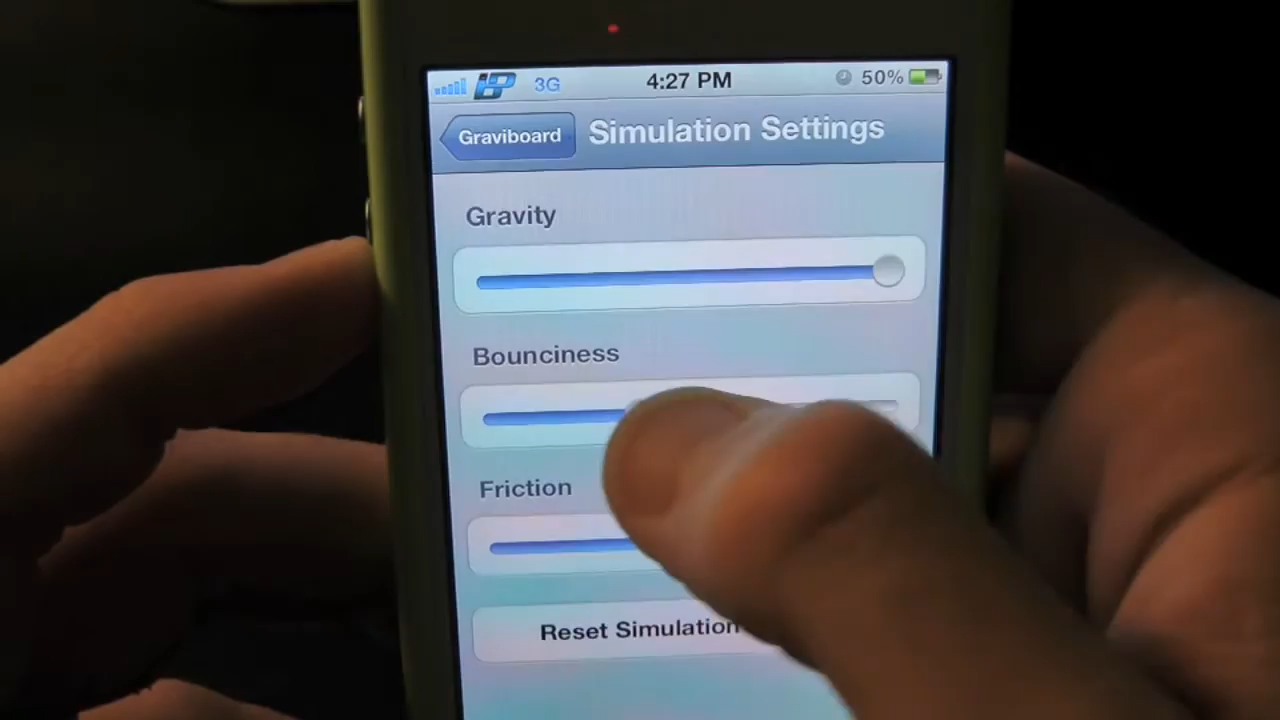 3G 4:27 PM 50%
Graviboard Simulation Settings
Gravity
Bounciness
Friction
Reset Simulation